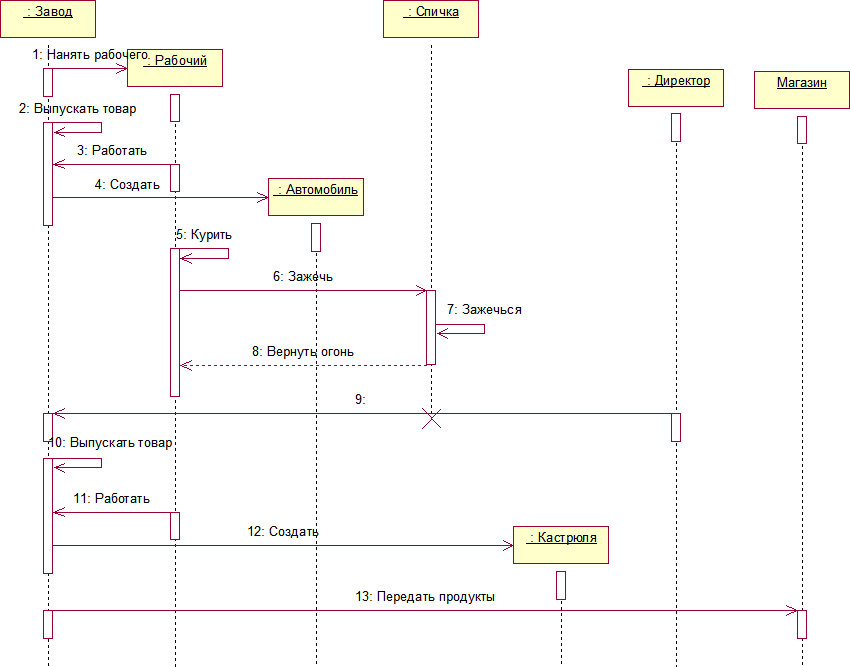 : Завод
: Спичка
1: Нанять рабочего.
: Рабочий
: Директор
Магазин
2: Выпускать товар
3: Работать
4: Создать
: Автомобиль
5: Курить
6: Зажечь
7: Зажечься
8: Вернуть огонь
9:
10: Выпускать товар
11: Работать
12: Создать
: Кастрюля
13: Передать продукты